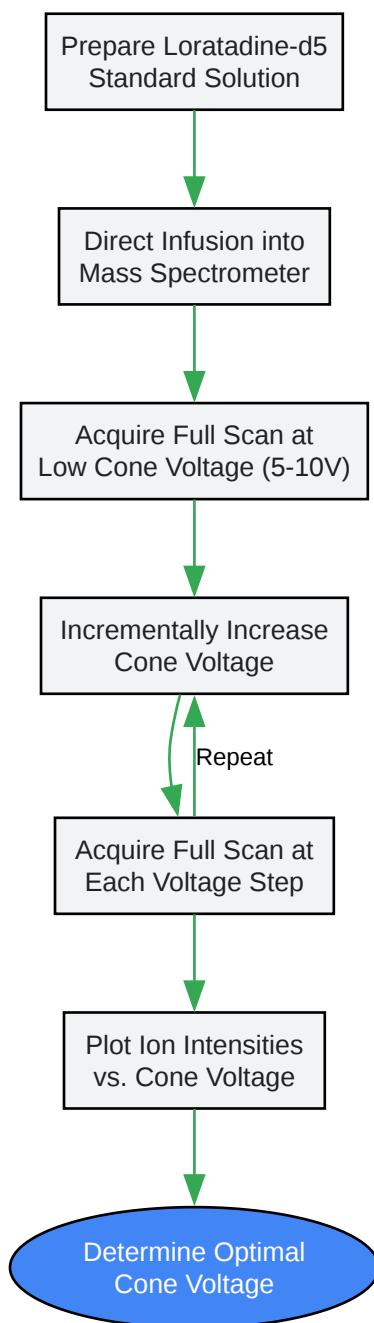 Prepare Loratadine-d5
Standard Solution
Direct Infusion into
Mass Spectrometer
Acquire Full Scan at
Low Cone Voltage (5-10V)
Incrementally Increase
Cone Voltage
Repeat
Acquire Full Scan at
Each Voltage Step
Plot Ion Intensities
vs. Cone Voltage
Determine Optimal
Cone Voltage